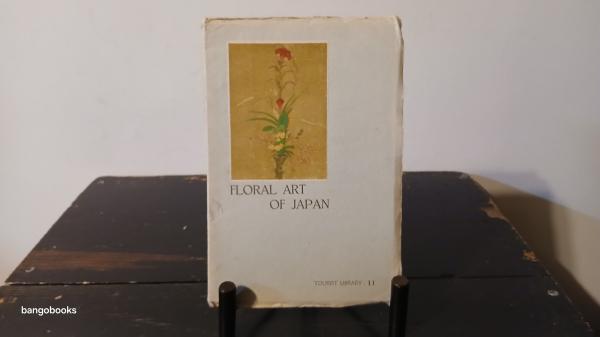 FLORAL ART
OF JAPAN
TOURIST LIBRARY : 11
bangobooks